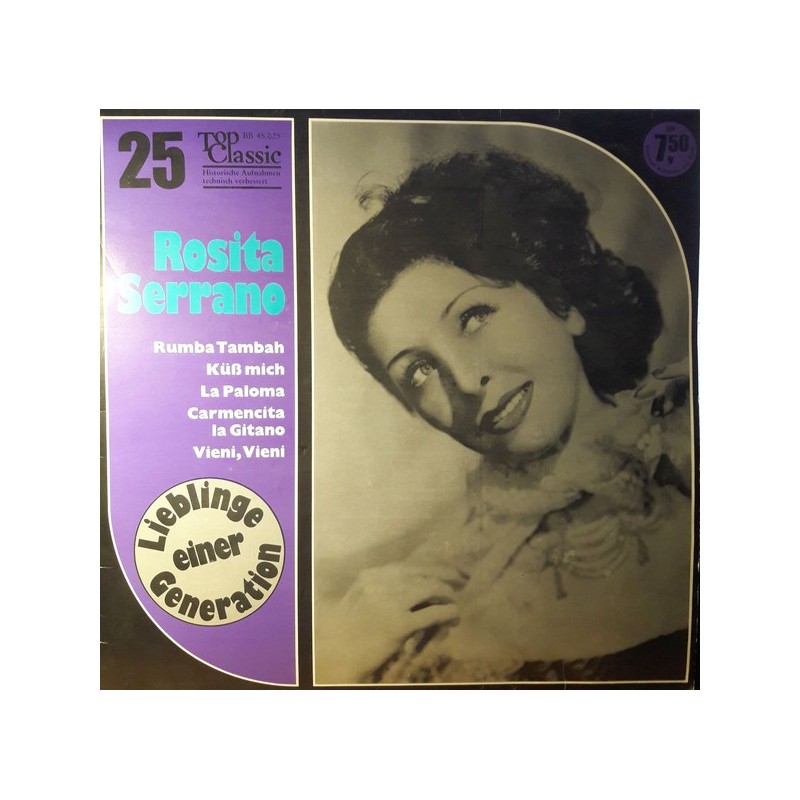 25
Top
Classic
BB 45.025
Historische Aufnahmen
technisch verbessert
Rosita
Serrano
Rumba Tambah
Küß mich
La Paloma
Carmencita
la Gitano
Vieni, Vieni
Lieblinge
einer
Generation
7.50